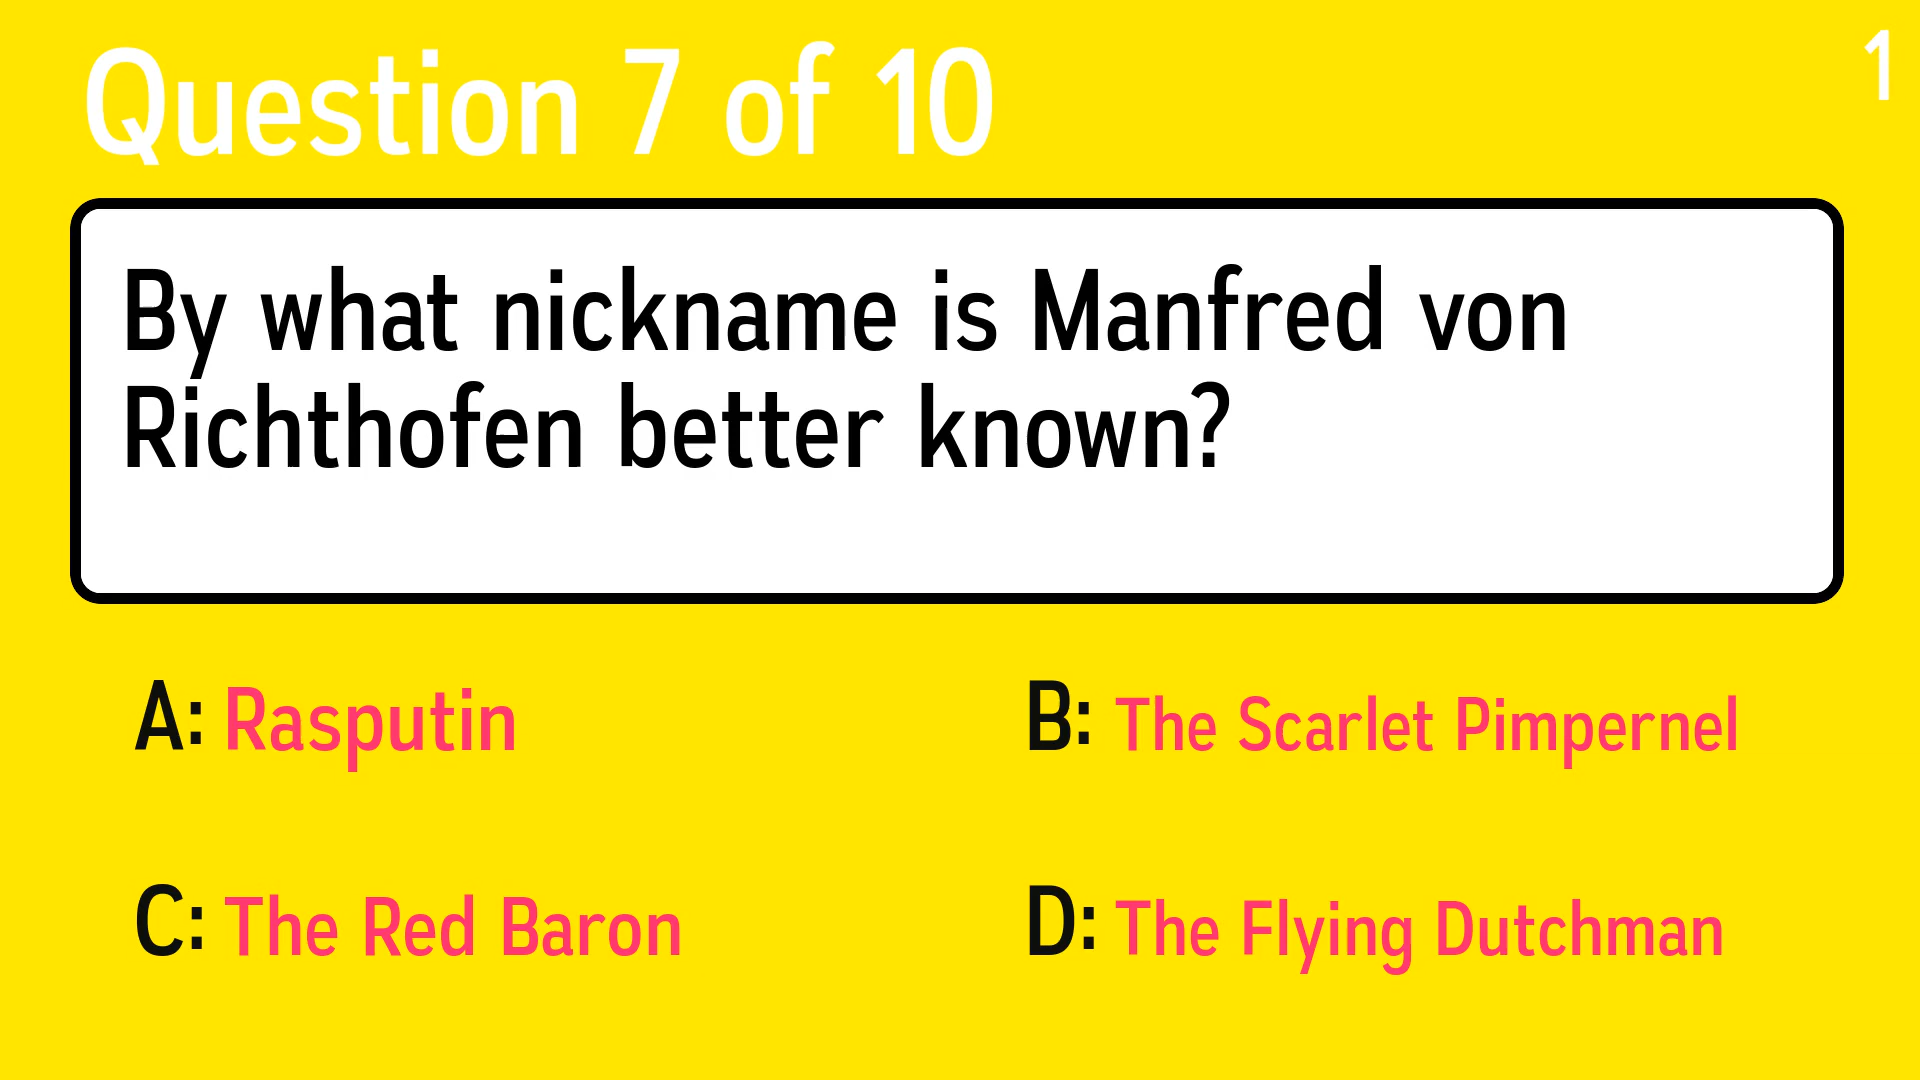 Question 7 of 10
1
By what nickname is Manfred von
Richthofen better known?
A: Rasputin
B: The Scarlet Pimpernel
C: The Red Baron
D: The Flying Dutchman